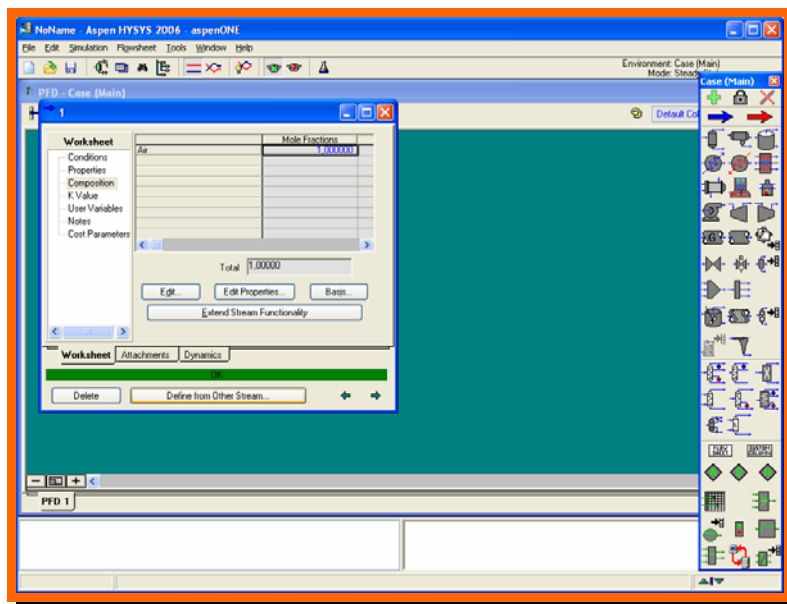 NoName - Aspen HYSYS 2006 - aspenONE
File Edit Simulation Flowsheet Tools Window Help
Environment: Case (Main)
Mode: Steady
PFD - Case (Main)
Case (Main)
1
Default Col
Worksheet
Conditions
Properties
Composition
K Value
User Variables
Notes
Cost Parameters
Mole Fractions
Air 1,000000
Total 1,00000
Edit... Edit Properties... Basis...
Extend Stream Functionality
Worksheet Attachments Dynamics
OK
Delete Define from Other Stream...
PFD 1